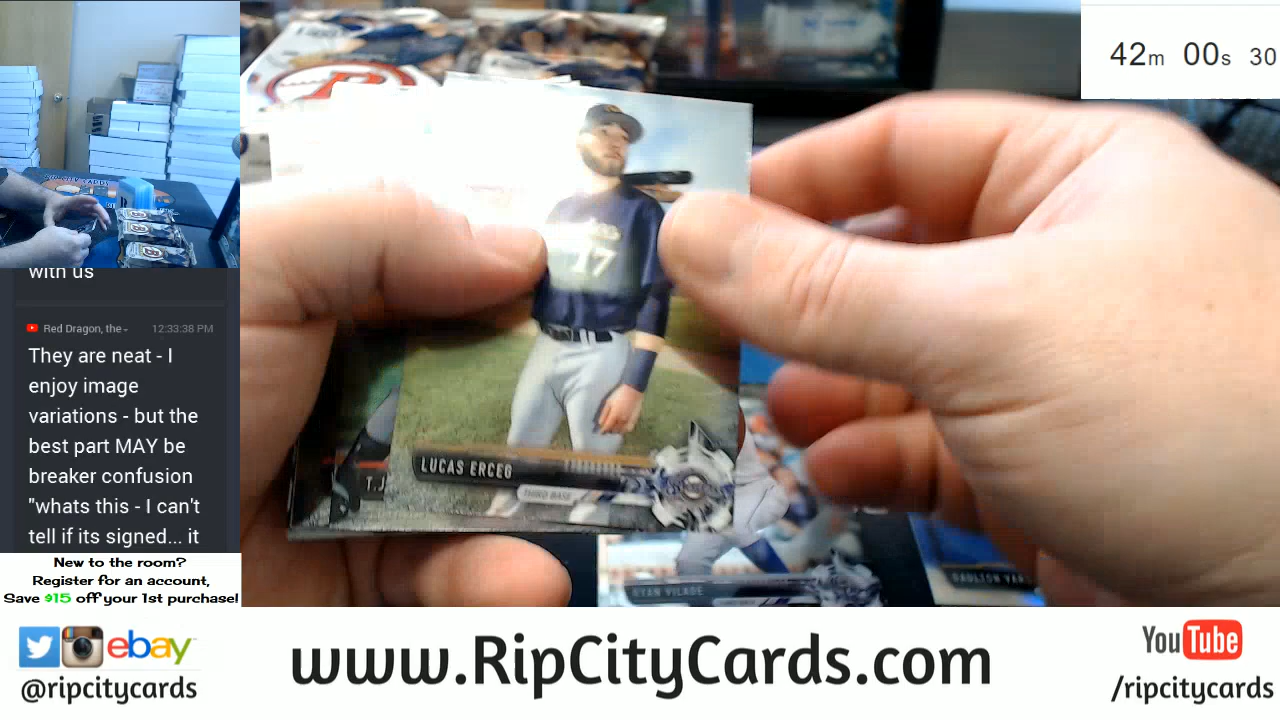 42m 00s 30
with us
Red Dragon, the
12:33:38 PM
They are neat - I
enjoy image
variations - but the
best part MAY be
breaker confusion
"whats this - I can't
tell if its signed... it
17
LUCAS ERCEG
THIRD BASE
T.J
RYAN VILADE
New to the room?
Register for an account,
Save $15 off your 1st purchase!
ebay
@ripcitycards
www.RipCityCards.com
YouTube
/ripcitycards